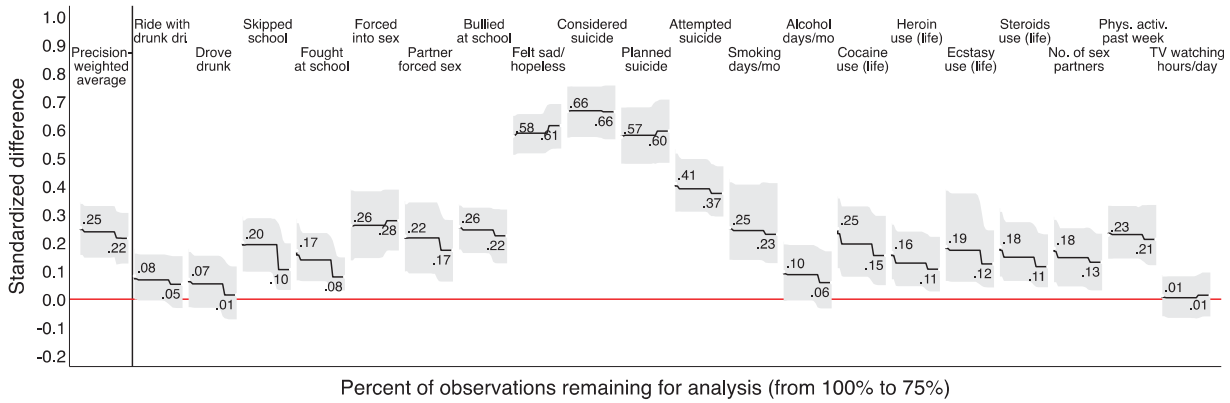 Standardized difference
1.0
0.9
0.8
0.7
0.6
0.5
0.4
0.3
0.2
0.1
0.0
-0.1
-0.2
Precision-
weighted
average
.25
.22
Ride with
drunk dri.
.08
.05
Drove
drunk
.07
.01
Skipped
school
.20
.10
Fought
at school
.17
.08
Forced
into sex
.26
.28
Partner
forced sex
.22
.17
Bullied
at school
.26
.22
Felt sad/
hopeless
.58
.61
Considered
suicide
.66
.66
Planned
suicide
.57
.60
Attempted
suicide
.41
.37
Smoking
days/mo
.25
.23
Alcohol
days/mo
.10
.06
Cocaine
use (life)
.25
.15
Heroin
use (life)
.16
.11
Ecstasy
use (life)
.19
.12
Steroids
use (life)
.18
.11
No. of sex
partners
.18
.13
Phys. activ.
past week
.23
.21
TV watching
hours/day
.01
.01
Percent of observations remaining for analysis (from 100% to 75%)